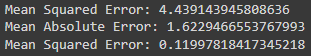 Mean Squared Error: 4.439143945808636
Mean Absolute Error: 1.6229466553767993
Mean Squared Error: 0.11997818417345218